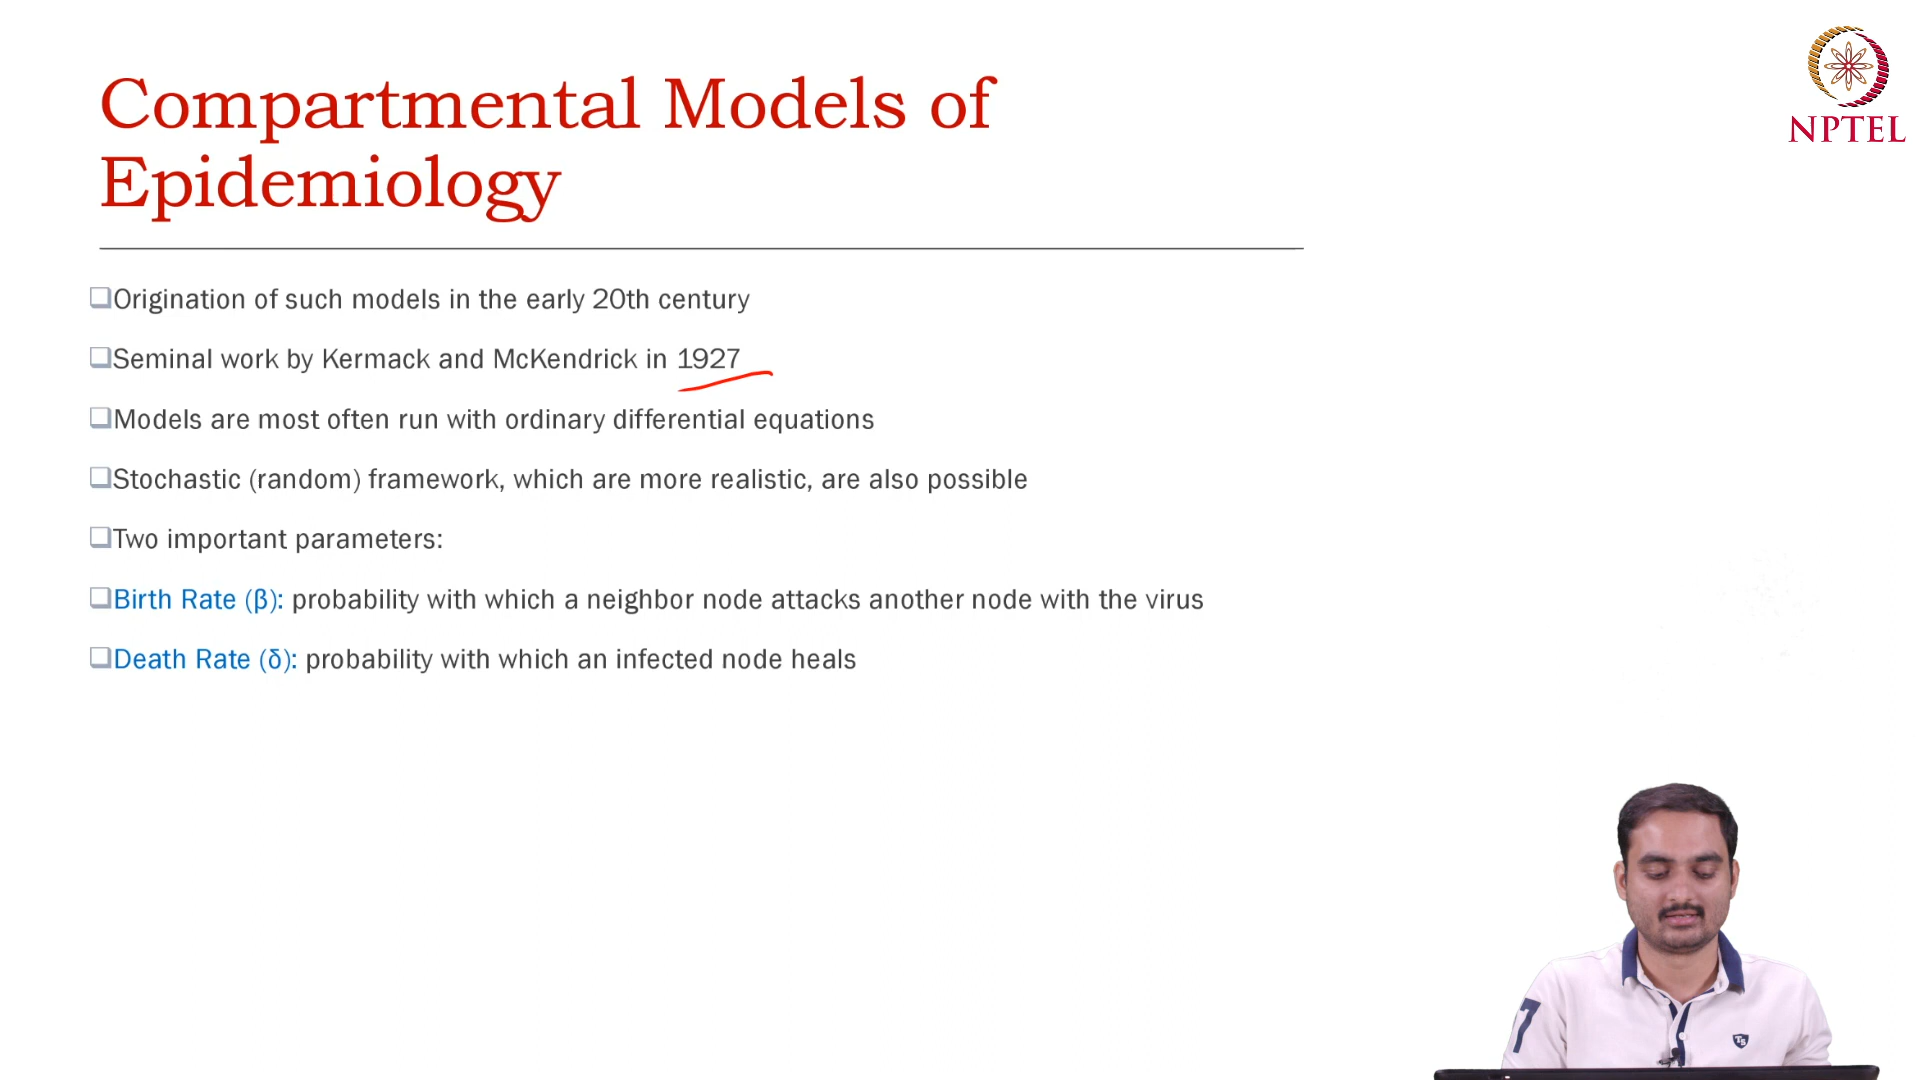 Compartmental Models of
Epidemiology
NPTEL
Origination of such models in the early 20th century
Seminal work by Kermack and McKendrick in 1927
Models are most often run with ordinary differential equations
Stochastic (random) framework, which are more realistic, are also possible
Two important parameters:
Birth Rate (β): probability with which a neighbor node attacks another node with the virus
Death Rate (δ): probability with which an infected node heals
7
TS